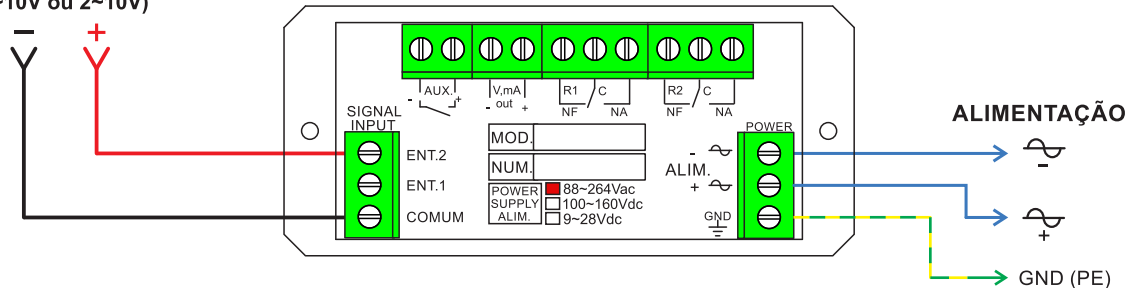 ~10V ou 2~10V)
- +
- AUX. +
V,mA
- out +
R1 C
NF NA
R2 C
NF NA
SIGNAL
INPUT
ENT.2
ENT.1
COMUM
MOD.
NUM.
POWER
SUPPLY
ALIM.
88~264Vac
100~160Vdc
9~28Vdc
POWER
-
ALIM.
+
GND
ALIMENTAÇÃO
-
+
GND (PE)